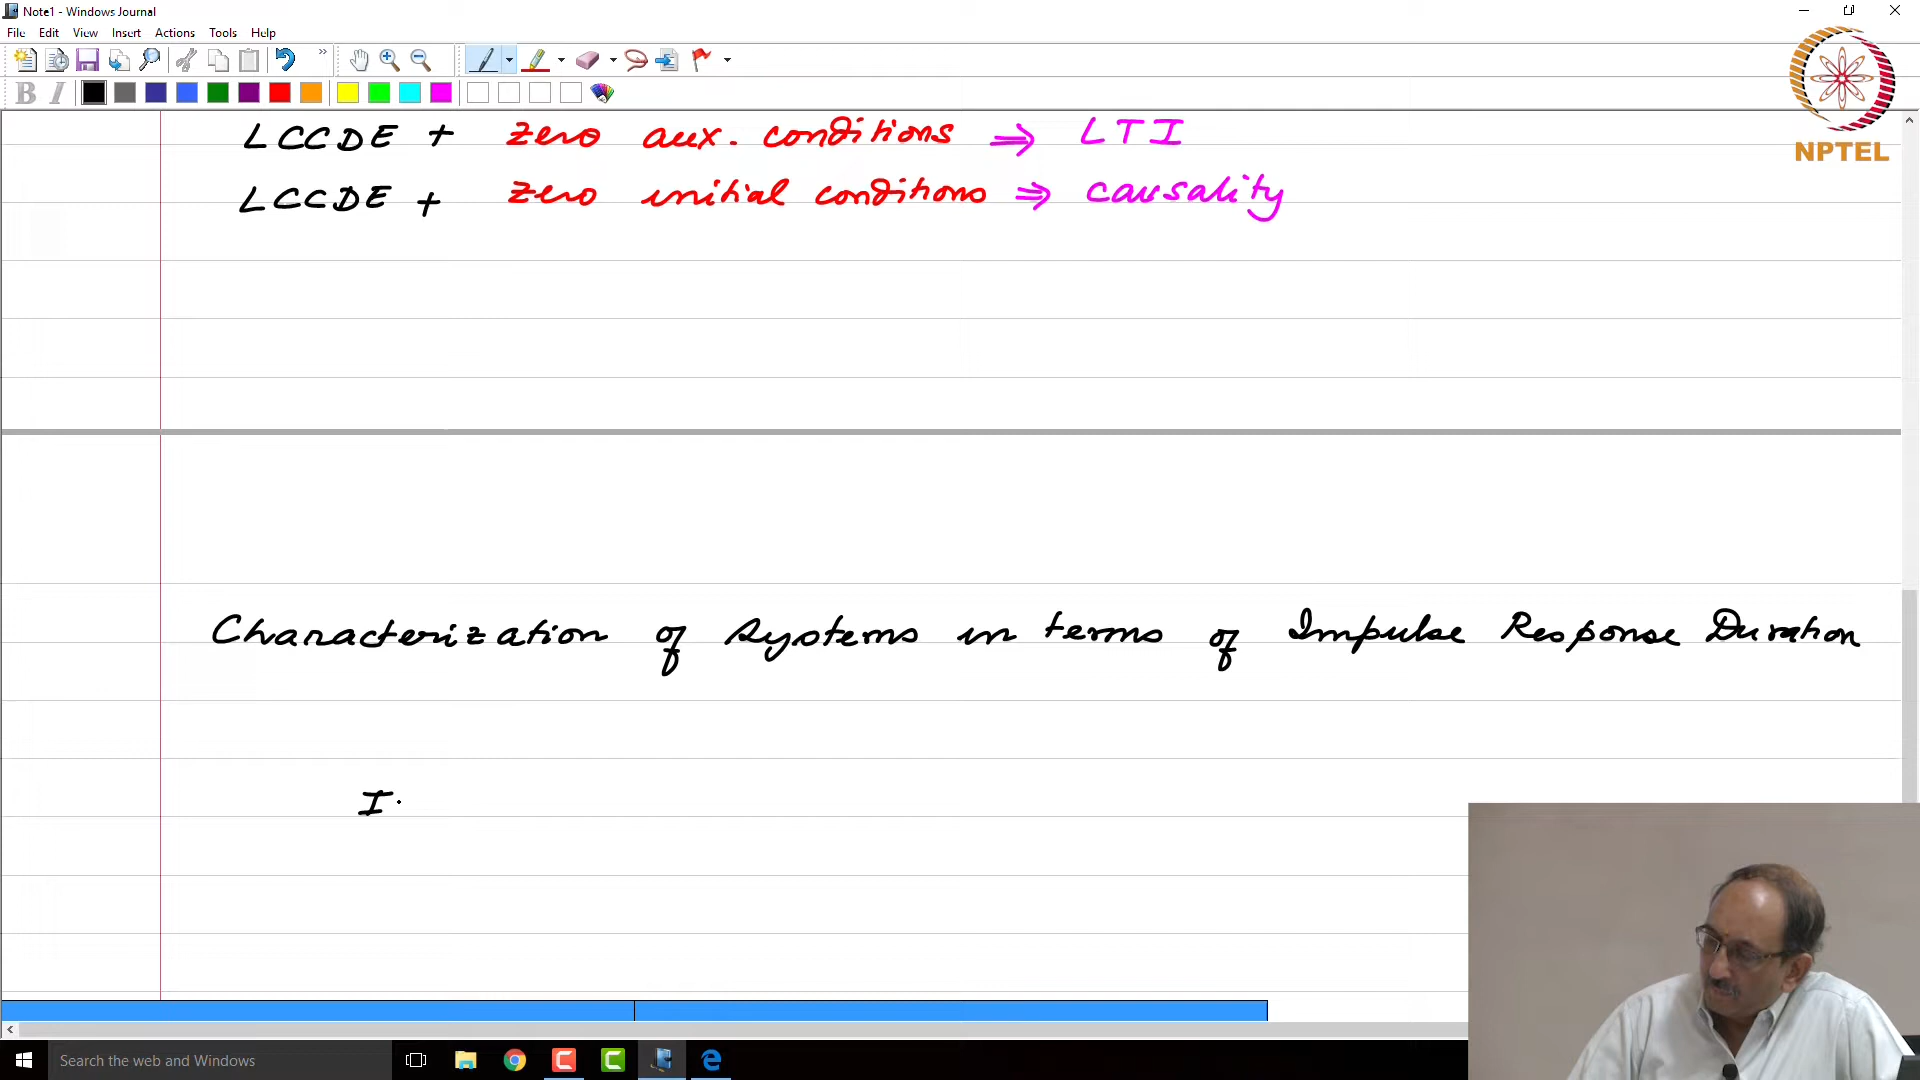 Note1 - Windows Journal
File Edit View Insert Actions Tools Help
B I
NPTEL
LCCDE + zero aux. conditions ⇒ LTI
LCCDE + zero initial conditions ⇒ causality
Characterization of systems in terms of Impulse Response Duration
I.
Search the web and Windows